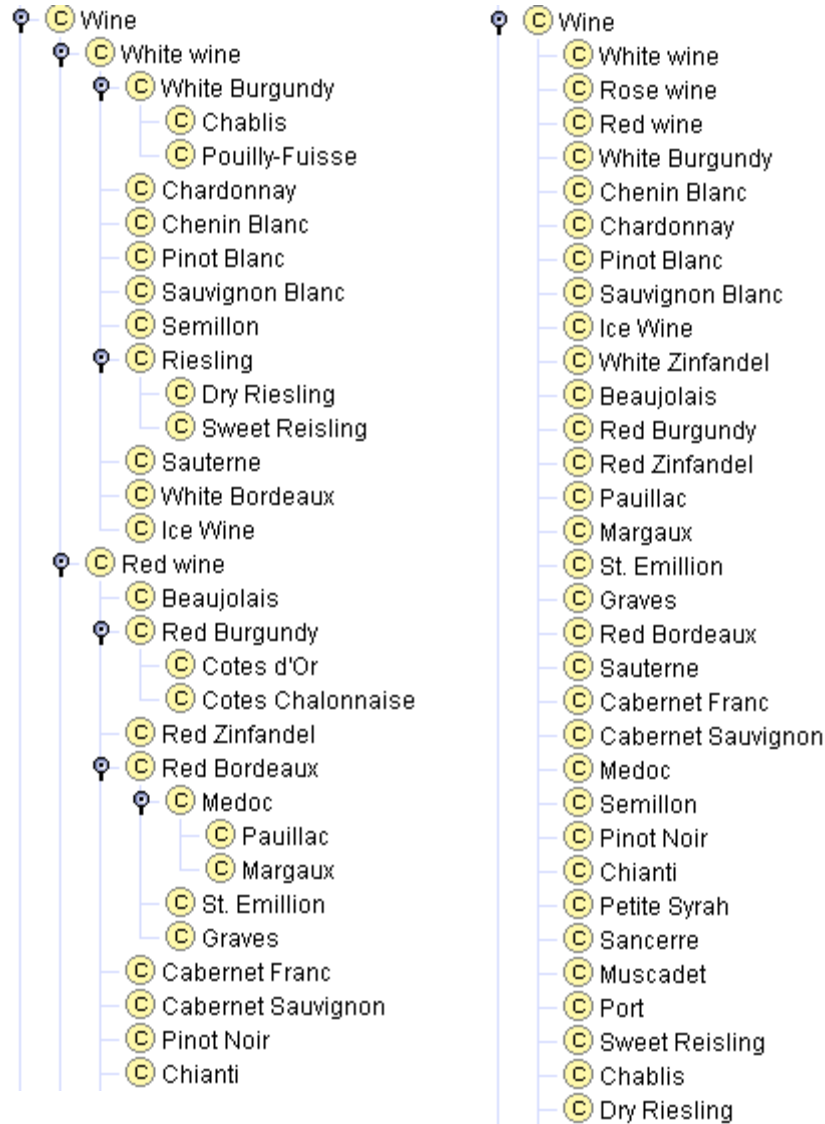 C Wine
C White wine
C White Burgundy
C Chablis
C Pouilly-Fuisse
C Chardonnay
C Chenin Blanc
C Pinot Blanc
C Sauvignon Blanc
C Semillon
C Riesling
C Dry Riesling
C Sweet Reisling
C Sauterne
C White Bordeaux
C Ice Wine
C Red wine
C Beaujolais
C Red Burgundy
C Cotes d'Or
C Cotes Chalonnaise
C Red Zinfandel
C Red Bordeaux
C Medoc
C Pauillac
C Margaux
C St. Emillion
C Graves
C Cabernet Franc
C Cabernet Sauvignon
C Pinot Noir
C Chianti
C Wine
C White wine
C Rose wine
C Red wine
C White Burgundy
C Chenin Blanc
C Chardonnay
C Pinot Blanc
C Sauvignon Blanc
C Ice Wine
C White Zinfandel
C Beaujolais
C Red Burgundy
C Red Zinfandel
C Pauillac
C Margaux
C St. Emillion
C Graves
C Red Bordeaux
C Sauterne
C Cabernet Franc
C Cabernet Sauvignon
C Medoc
C Semillon
C Pinot Noir
C Chianti
C Petite Syrah
C Sancerre
C Muscadet
C Port
C Sweet Reisling
C Chablis
C Dry Riesling